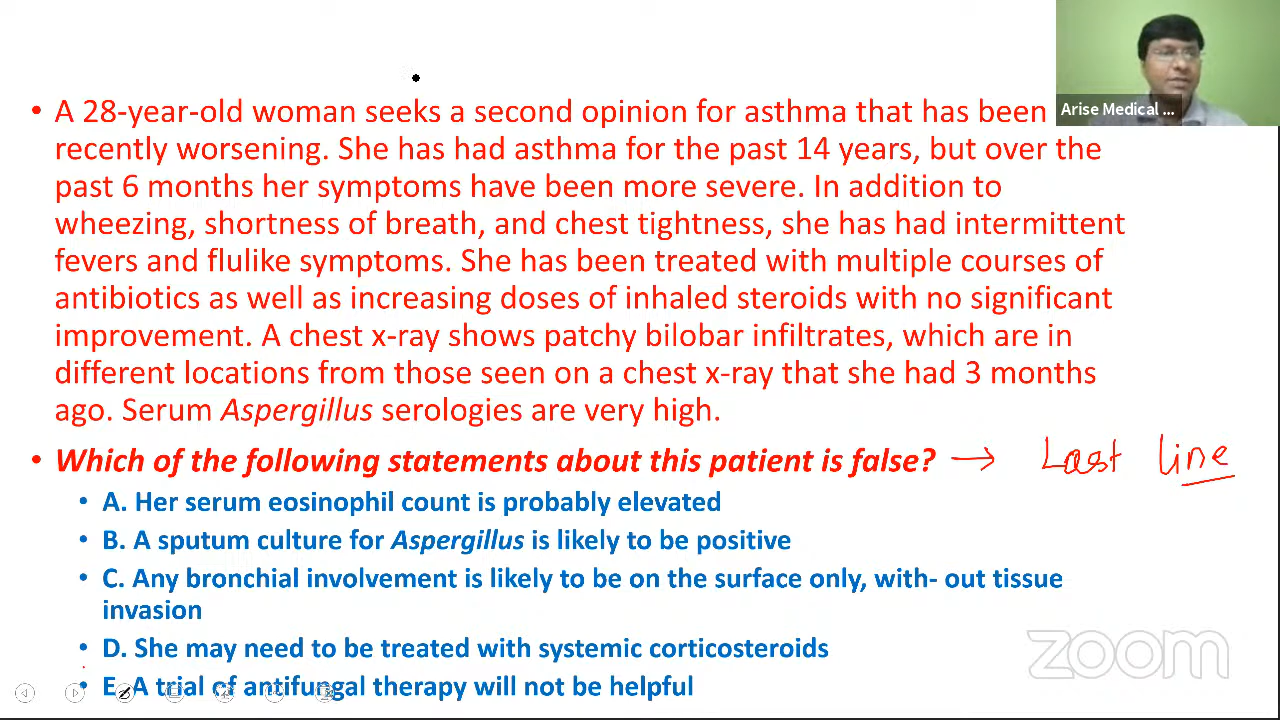 Arise Medical ...
• A 28-year-old woman seeks a second opinion for asthma that has been
recently worsening. She has had asthma for the past 14 years, but over the
past 6 months her symptoms have been more severe. In addition to
wheezing, shortness of breath, and chest tightness, she has had intermittent
fevers and flulike symptoms. She has been treated with multiple courses of
antibiotics as well as increasing doses of inhaled steroids with no significant
improvement. A chest x-ray shows patchy bilobar infiltrates, which are in
different locations from those seen on a chest x-ray that she had 3 months
ago. Serum Aspergillus serologies are very high.
• Which of the following statements about this patient is false? → Last line
• A. Her serum eosinophil count is probably elevated
• B. A sputum culture for Aspergillus is likely to be positive
• C. Any bronchial involvement is likely to be on the surface only, with- out tissue
invasion
• D. She may need to be treated with systemic corticosteroids
• E. A trial of antifungal therapy will not be helpful
zoom